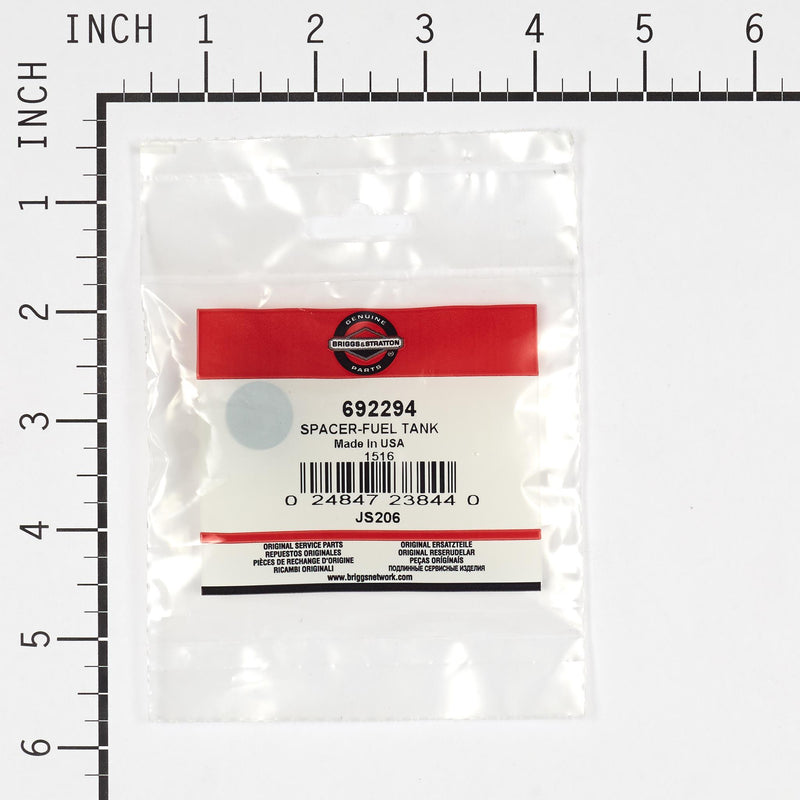 INCH 1 2 3 4 5 6
INCH
1
2
3
4
5
6
GENUINE
BRIGGS&STRATTON
®
PARTS
692294
SPACER-FUEL TANK
Made In USA
1516
0 24847 23844 0
JS206
ORIGINAL SERVICE PARTS
REPUESTOS ORIGINALES
PIÈCES DE RECHANGE D'ORIGINE
RICAMBI ORIGINALI
ORIGINAL ERSATZTEILE
ORIGINAL RESERUDELAR
PEÇAS ORIGÍNAIS
ПОДЛИННЫЕ СЕРВИСНЫЕ ИЗДЕЛИЯ
www.briggsnetwork.com